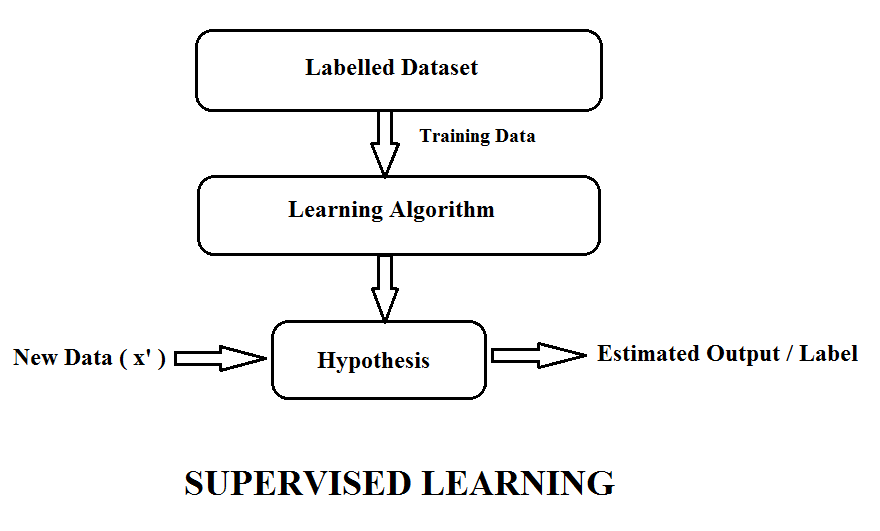 Labelled Dataset
Training Data
Learning Algorithm
New Data ( x' )
Hypothesis
Estimated Output / Label
SUPERVISED LEARNING